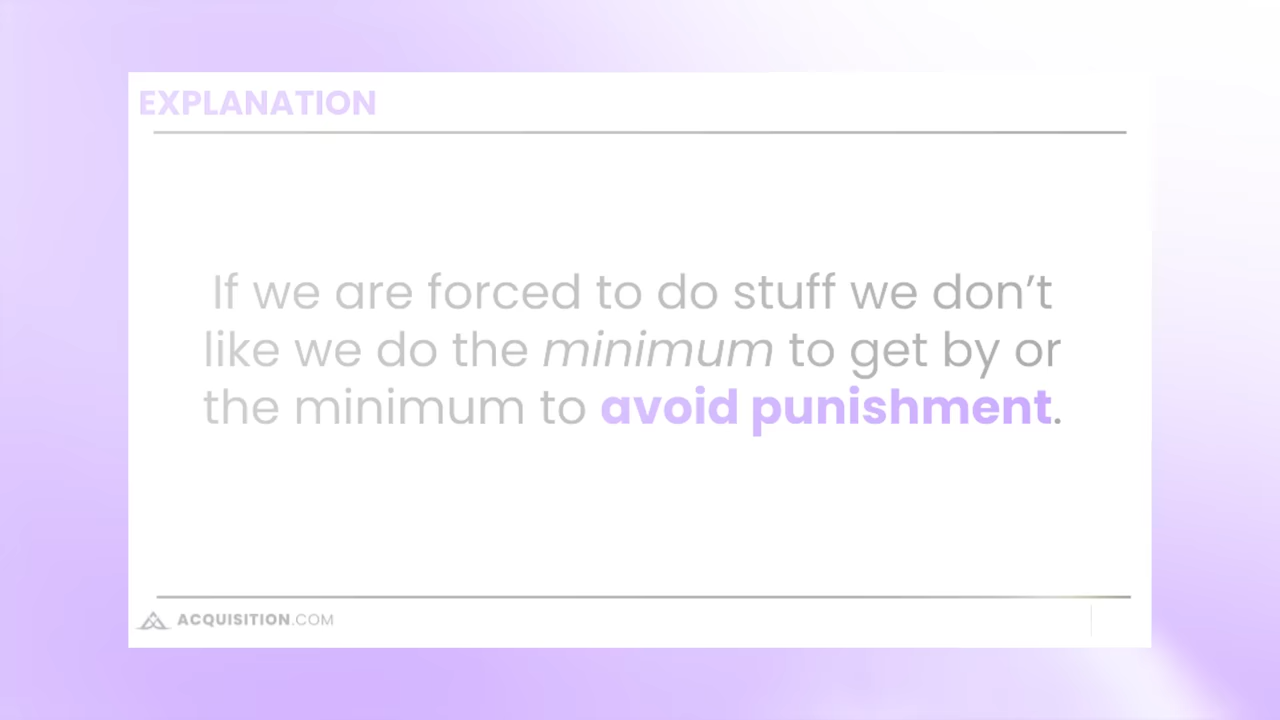 EXPLANATION
If we are forced to do stuff we don’t
like we do the minimum to get by or
the minimum to avoid punishment.
ACQUISITION.COM